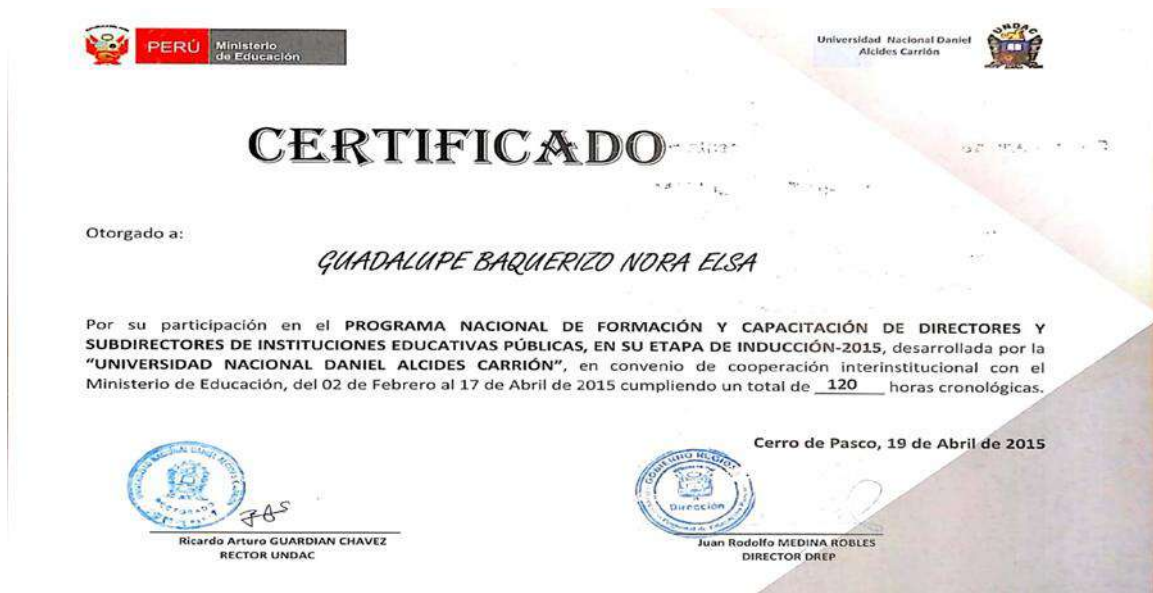 PERÚ
Ministerio
de Educación
Universidad Nacional Daniel
Alcides Carrión
UNDAC
CERTIFICADO
Otorgado a:
GUADALUPE BAQUERIZO NORA ELSA
Por su participación en el PROGRAMA NACIONAL DE FORMACIÓN Y CAPACITACIÓN DE DIRECTORES Y
SUBDIRECTORES DE INSTITUCIONES EDUCATIVAS PÚBLICAS, EN SU ETAPA DE INDUCCIÓN-2015, desarrollada por la
“UNIVERSIDAD NACIONAL DANIEL ALCIDES CARRIÓN”, en convenio de cooperación interinstitucional con el
Ministerio de Educación, del 02 de Febrero al 17 de Abril de 2015 cumpliendo un total de 120 horas cronológicas.
Cerro de Pasco, 19 de Abril de 2015
Dirección
Ricardo Arturo GUARDIAN CHAVEZ
RECTOR UNDAC
Juan Rodolfo MEDINA ROBLES
DIRECTOR DREP